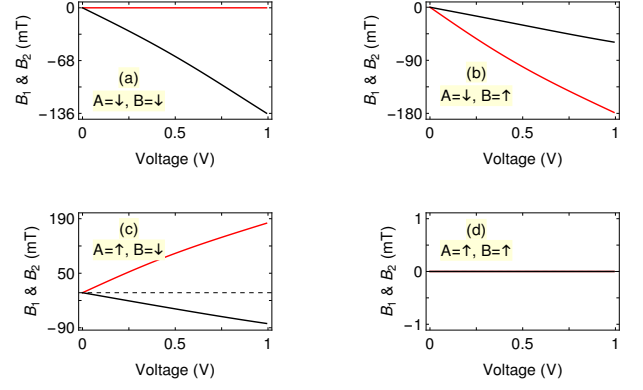 0
−68
−136
B₁ & B₂ (mT)
(a)
A=↓, B=↓
0 0.5 1
Voltage (V)
0
−90
−180
B₁ & B₂ (mT)
(b)
A=↓, B=↑
0 0.5 1
Voltage (V)
190
50
−90
B₁ & B₂ (mT)
(c)
A=↑, B=↓
0 0.5 1
Voltage (V)
1
0
−1
B₁ & B₂ (mT)
(d)
A=↑, B=↑
0 0.5 1
Voltage (V)